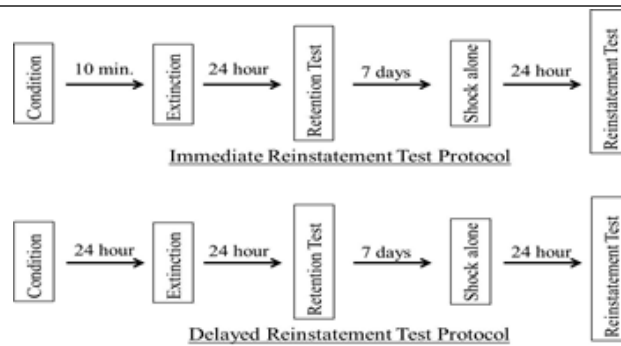 Condition
10 min.
Extinction
24 hour
Retention Test
7 days
Shock alone
24 hour
Reinstatement Test
Immediate Reinstatement Test Protocol
Condition
24 hour
Extinction
24 hour
Retention Test
7 days
Shock alone
24 hour
Reinstatement Test
Delayed Reinstatement Test Protocol